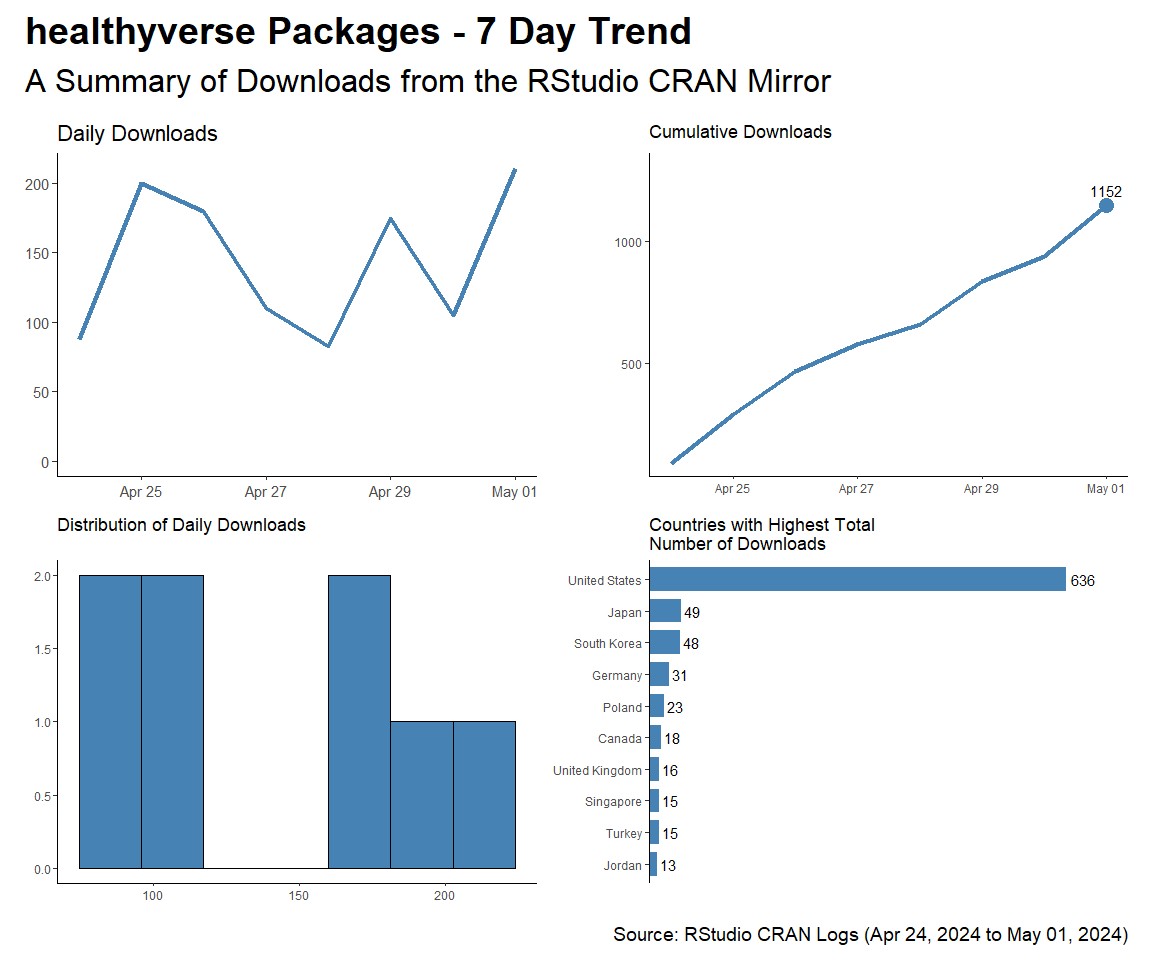 healthyverse Packages - 7 Day Trend
A Summary of Downloads from the RStudio CRAN Mirror
Daily Downloads
200
150
100
50
0
Apr 25
Apr 27
Apr 29
May 01
Cumulative Downloads
1152
1000
500
Apr 25
Apr 27
Apr 29
May 01
Distribution of Daily Downloads
2.0
1.5
1.0
0.5
0.0
100
150
200
Countries with Highest Total
Number of Downloads
United States 636
Japan 49
South Korea 48
Germany 31
Poland 23
Canada 18
United Kingdom 16
Singapore 15
Turkey 15
Jordan 13
Source: RStudio CRAN Logs (Apr 24, 2024 to May 01, 2024)